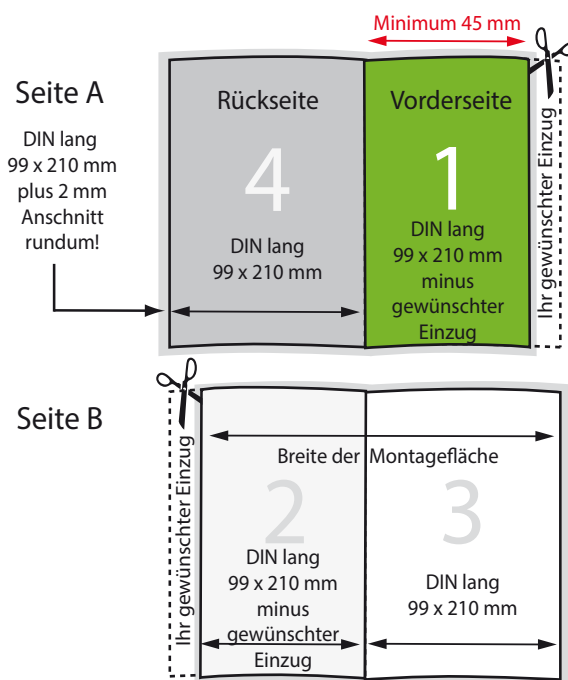 Minimum 45 mm
Seite A
DIN lang
99 x 210 mm
plus 2 mm
Anschnitt
rundum!
Rückseite
4
DIN lang
99 x 210 mm
Vorderseite
1
DIN lang
99 x 210 mm
minus
gewünschter
Einzug
Ihr gewünschter Einzug
Seite B
Ihr gewünschter Einzug
Breite der Montagefläche
2
DIN lang
99 x 210 mm
minus
gewünschter
Einzug
3
DIN lang
99 x 210 mm